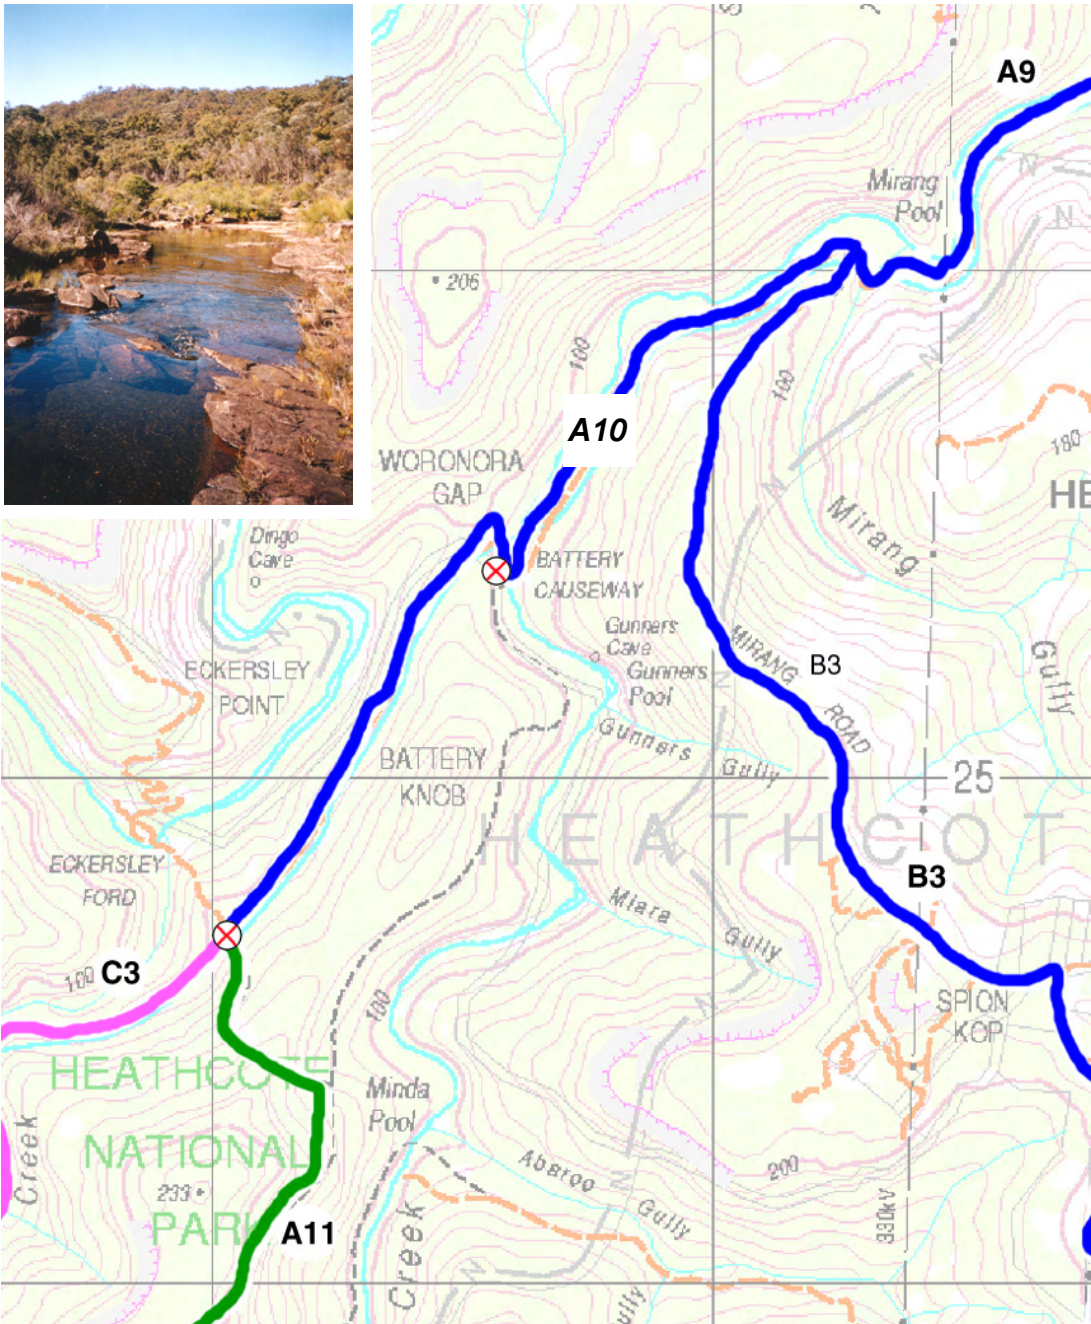 A9
Mirang
Pool
N
N
206
N
100
100
A10
180
WORONORA
GAP
HE
N
Mirang
Dingo
Cave
BATTERY
CAUSEWAY
N
Gunners
Cave
Gunners
Pool
MIRANG
ROAD
B3
Gully
ECKERSLEY
POINT
N
Gunners
Gully
BATTERY
KNOB
25
HEATHCOT
ECKERSLEY
FORD
B3
Miara
Gully
C3
100
100
N
SPION
KOP
HEATHCOTE
NATIONAL
PARK
Minda
Pool
Creek
233
Abaroo
Gully
200
N
330kV
A11
Creek
N
ully